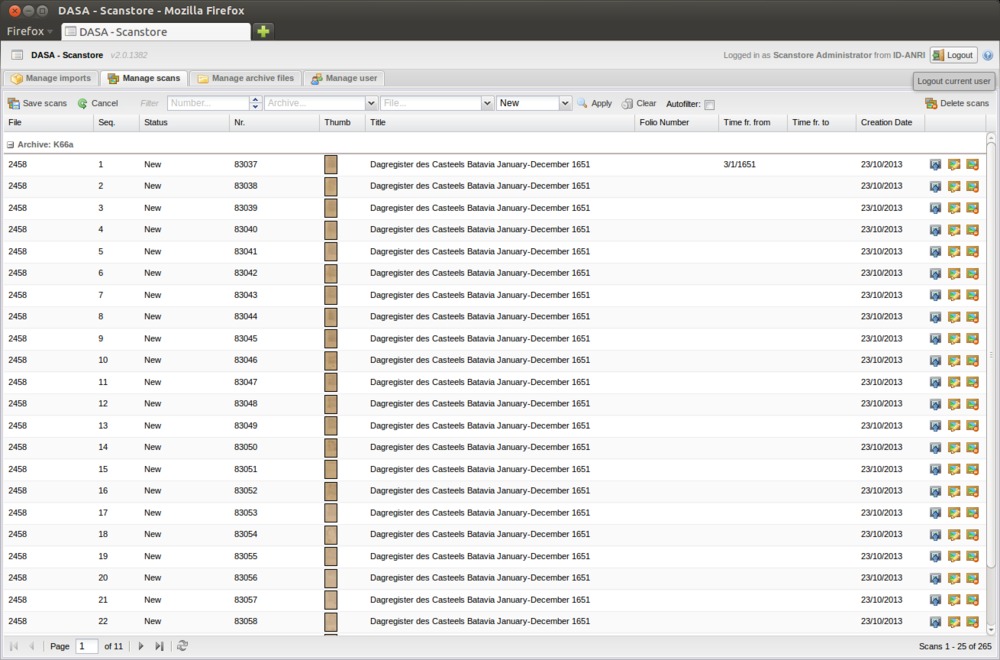 DASA - Scanstore - Mozilla Firefox
Firefox DASA - Scanstore
DASA - Scanstore v2.0.1382 Logged in as Scanstore Administrator from ID-ANRI Logout
Manage imports Manage scans Manage archive files Manage user Logout current user
Save scans Cancel Filter Number... Archive... File... New Apply Clear Autofilter: Delete scans
File Seq. Status Nr. Thumb Title Folio Number Time fr. from Time fr. to Creation Date
Archive: K66a
2458 1 New 83037 Dagregister des Casteels Batavia January-December 1651 3/1/1651 23/10/2013
2458 2 New 83038 Dagregister des Casteels Batavia January-December 1651 23/10/2013
2458 3 New 83039 Dagregister des Casteels Batavia January-December 1651 23/10/2013
2458 4 New 83040 Dagregister des Casteels Batavia January-December 1651 23/10/2013
2458 5 New 83041 Dagregister des Casteels Batavia January-December 1651 23/10/2013
2458 6 New 83042 Dagregister des Casteels Batavia January-December 1651 23/10/2013
2458 7 New 83043 Dagregister des Casteels Batavia January-December 1651 23/10/2013
2458 8 New 83044 Dagregister des Casteels Batavia January-December 1651 23/10/2013
2458 9 New 83045 Dagregister des Casteels Batavia January-December 1651 23/10/2013
2458 10 New 83046 Dagregister des Casteels Batavia January-December 1651 23/10/2013
2458 11 New 83047 Dagregister des Casteels Batavia January-December 1651 23/10/2013
2458 12 New 83048 Dagregister des Casteels Batavia January-December 1651 23/10/2013
2458 13 New 83049 Dagregister des Casteels Batavia January-December 1651 23/10/2013
2458 14 New 83050 Dagregister des Casteels Batavia January-December 1651 23/10/2013
2458 15 New 83051 Dagregister des Casteels Batavia January-December 1651 23/10/2013
2458 16 New 83052 Dagregister des Casteels Batavia January-December 1651 23/10/2013
2458 17 New 83053 Dagregister des Casteels Batavia January-December 1651 23/10/2013
2458 18 New 83054 Dagregister des Casteels Batavia January-December 1651 23/10/2013
2458 19 New 83055 Dagregister des Casteels Batavia January-December 1651 23/10/2013
2458 20 New 83056 Dagregister des Casteels Batavia January-December 1651 23/10/2013
2458 21 New 83057 Dagregister des Casteels Batavia January-December 1651 23/10/2013
2458 22 New 83058 Dagregister des Casteels Batavia January-December 1651 23/10/2013
Page 1 of 11 Scans 1 - 25 of 265